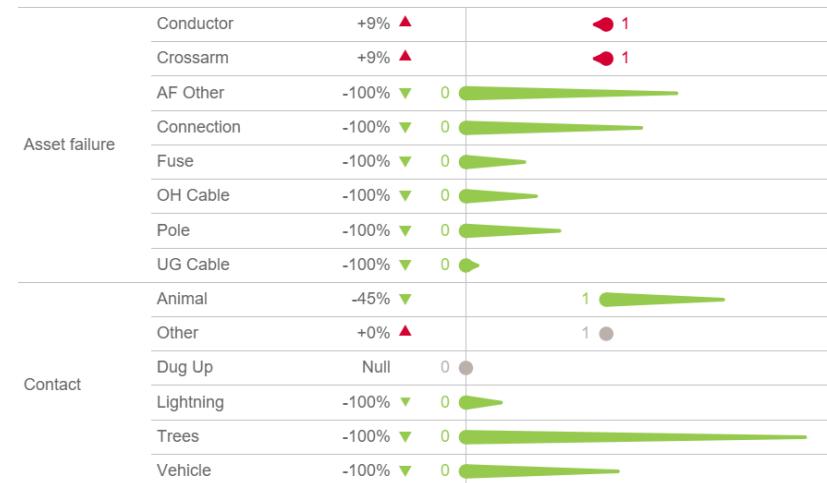 Conductor +9% ▲ 1
Crossarm +9% ▲ 1
AF Other -100% ▼ 0
Connection -100% ▼ 0
Asset failure
Fuse -100% ▼ 0
OH Cable -100% ▼ 0
Pole -100% ▼ 0
UG Cable -100% ▼ 0
Animal -45% ▼ 1
Other +0% ▲ 1
Dug Up Null 0
Contact
Lightning -100% ▼ 0
Trees -100% ▼ 0
Vehicle -100% ▼ 0